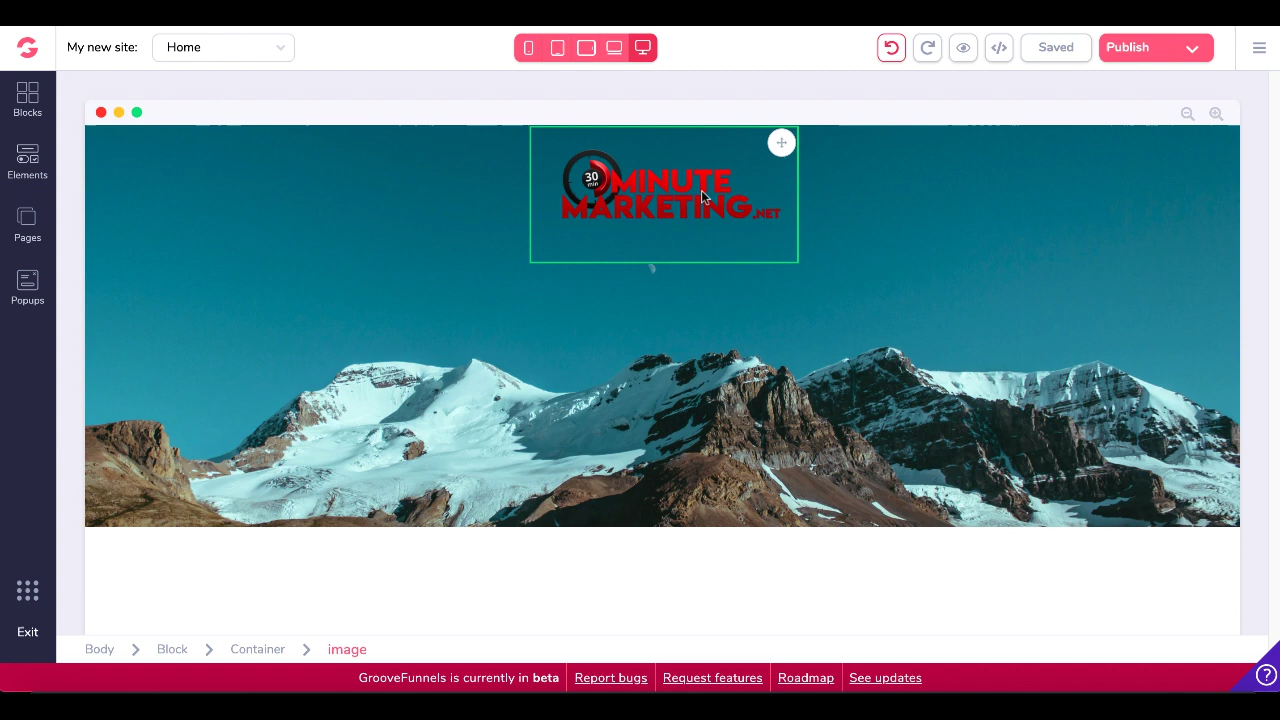 My new site:
Home
Saved
Publish
Blocks
Elements
Pages
Popups
Exit
30
min
MINUTE
MARKETING.NET
Body
Block
Container
image
GrooveFunnels is currently in beta
Report bugs
Request features
Roadmap
See updates
?